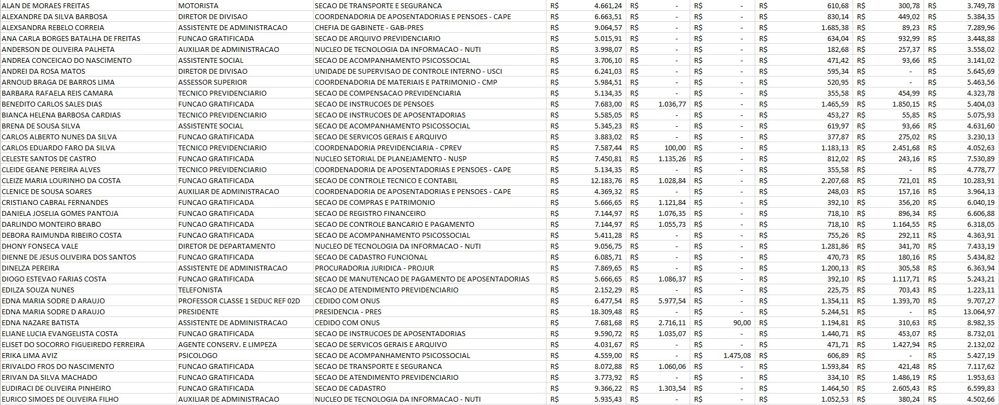 ALAN DE MORAES FREITAS MOTORISTA SECAO DE TRANSPORTE E SEGURANCA R$ 4.661,24 R$ - R$ - R$ 610,68 R$ 300,78 R$ 3.749,78
ALEXANDRE DA SILVA BARBOSA DIRETOR DE DIVISAO COORDENADORIA DE APOSENTADORIAS E PENSOES - CAPE R$ 6.663,51 R$ - R$ - R$ 830,14 R$ 449,02 R$ 5.384,35
ALEXSANDRA REBELO CORREIA ASSISTENTE DE ADMINISTRACAO CHEFIA DE GABINETE - GAB-PRES R$ 9.064,57 R$ - R$ - R$ 1.685,38 R$ 89,23 R$ 7.289,96
ANA CARLA BORGES BATALHA DE FREITAS FUNCAO GRATIFICADA SECAO DE ARQUIVO PREVIDENCIARIO R$ 5.015,91 R$ - R$ - R$ 634,04 R$ 932,99 R$ 3.448,88
ANDERSON DE OLIVEIRA PALHETA AUXILIAR DE ADMINISTRACAO NUCLEO DE TECNOLOGIA DA INFORMACAO - NUTI R$ 3.998,07 R$ - R$ - R$ 182,68 R$ 257,37 R$ 3.558,02
ANDREA CONCEICAO DO NASCIMENTO ASSISTENTE SOCIAL SECAO DE ACOMPANHAMENTO PSICOSSOCIAL R$ 3.706,10 R$ - R$ - R$ 471,42 R$ 93,66 R$ 3.141,02
ANDREI DA ROSA MATOS DIRETOR DE DIVISAO UNIDADE DE SUPERVISAO DE CONTROLE INTERNO - USCI R$ 6.241,03 R$ - R$ - R$ 595,34 R$ - R$ 5.645,69
ARNOUD BRAGA DE BARROS LIMA ASSESSOR SUPERIOR COORDENADORIA DE MATERIAIS E PATRIMONIO - CMP R$ 5.984,51 R$ - R$ - R$ 520,95 R$ - R$ 5.463,56
BARBARA RAFAELA REIS CAMARA TECNICO PREVIDENCIARIO SECAO DE COMPENSACAO PREVIDENCIARIA R$ 5.134,35 R$ - R$ - R$ 355,58 R$ 454,99 R$ 4.323,78
BENEDITO CARLOS SALES DIAS FUNCAO GRATIFICADA SECAO DE INSTRUCOES DE PENSOES R$ 7.683,00 R$ 1.036,77 R$ - R$ 1.465,59 R$ 1.850,15 R$ 5.404,03
BIANCA HELENA BARBOSA CARDIAS TECNICO PREVIDENCIARIO SECAO DE INSTRUCOES DE APOSENTADORIAS R$ 5.585,05 R$ - R$ - R$ 453,27 R$ 55,85 R$ 5.075,93
BRENA DE SOUSA SILVA ASSISTENTE SOCIAL SECAO DE ACOMPANHAMENTO PSICOSSOCIAL R$ 5.345,23 R$ - R$ - R$ 619,97 R$ 93,66 R$ 4.631,60
CARLOS ALBERTO NUNES DA SILVA FUNCAO GRATIFICADA SECAO DE SERVICOS GERAIS E ARQUIVO R$ 3.883,02 R$ - R$ - R$ 377,87 R$ 275,02 R$ 3.230,13
CARLOS EDUARDO FARO DA SILVA TECNICO PREVIDENCIARIO COORDENADORIA PREVIDENCIARIA - CPREV R$ 7.587,44 R$ 100,00 R$ - R$ 1.183,13 R$ 2.451,68 R$ 4.052,63
CELESTE SANTOS DE CASTRO FUNCAO GRATIFICADA NUCLEO SETORIAL DE PLANEJAMENTO - NUSP R$ 7.450,81 R$ 1.135,26 R$ - R$ 812,02 R$ 243,16 R$ 7.530,89
CLEIDE GEANE PEREIRA ALVES TECNICO PREVIDENCIARIO COORDENADORIA DE APOSENTADORIAS E PENSOES - CAPE R$ 5.134,35 R$ - R$ - R$ 355,58 R$ - R$ 4.778,77
CLEIZE MARIA LOURINHO DA COSTA FUNCAO GRATIFICADA SECAO DE CONTROLE TECNICO E CONTABIL R$ 12.183,76 R$ 1.028,84 R$ - R$ 2.207,68 R$ 721,01 R$ 10.283,91
CLENICE DE SOUSA SOARES AUXILIAR DE ADMINISTRACAO COORDENADORIA DE APOSENTADORIAS E PENSOES - CAPE R$ 4.369,32 R$ - R$ - R$ 248,03 R$ 157,16 R$ 3.964,13
CRISTIANO CABRAL FERNANDES FUNCAO GRATIFICADA SECAO DE COMPRAS E PATRIMONIO R$ 5.666,65 R$ 1.121,84 R$ - R$ 392,10 R$ 356,20 R$ 6.040,19
DANIELA JOSELIA GOMES PANTOJA FUNCAO GRATIFICADA SECAO DE REGISTRO FINANCEIRO R$ 7.144,97 R$ 1.076,35 R$ - R$ 718,10 R$ 896,34 R$ 6.606,88
DARLINDO MONTEIRO BRABO FUNCAO GRATIFICADA SECAO DE CONTROLE BANCARIO E PAGAMENTO R$ 7.144,97 R$ 1.055,73 R$ - R$ 718,10 R$ 1.164,55 R$ 6.318,05
DEBORA RAIMUNDA RIBEIRO COSTA FUNCAO GRATIFICADA SECAO DE ACOMPANHAMENTO PSICOSSOCIAL R$ 5.411,28 R$ - R$ - R$ 755,26 R$ 292,11 R$ 4.363,91
DHONY FONSECA VALE DIRETOR DE DEPARTAMENTO NUCLEO DE TECNOLOGIA DA INFORMACAO - NUTI R$ 9.056,75 R$ - R$ - R$ 1.281,86 R$ 341,70 R$ 7.433,19
DIENNE DE JESUS OLIVEIRA DOS SANTOS FUNCAO GRATIFICADA SECAO DE CADASTRO FUNCIONAL R$ 6.085,71 R$ - R$ - R$ 470,73 R$ 180,16 R$ 5.434,82
DINELZA PEREIRA ASSISTENTE DE ADMINISTRACAO PROCURADORIA JURIDICA - PROJUR R$ 7.869,65 R$ - R$ - R$ 1.200,13 R$ 305,58 R$ 6.363,94
DIOGO ESTEVAO FARIAS COSTA FUNCAO GRATIFICADA SECAO DE MANUTENCAO DE PAGAMENTO DE APOSENTADORIAS R$ 5.666,65 R$ 1.086,37 R$ - R$ 392,10 R$ 1.117,71 R$ 5.243,21
EDILZA SOUZA NUNES TELEFONISTA SECAO DE ATENDIMENTO PREVIDENCIARIO R$ 2.152,29 R$ - R$ - R$ 225,75 R$ 703,43 R$ 1.223,11
EDNA MARIA SODRE D ARAUJO PROFESSOR CLASSE 1 SEDUC REF 02D CEDIDO COM ONUS R$ 6.477,54 R$ 5.977,54 R$ - R$ 1.354,11 R$ 1.393,70 R$ 9.707,27
EDNA MARIA SODRE D ARAUJO PRESIDENTE PRESIDENCIA - PRES R$ 18.309,48 R$ - R$ - R$ 5.244,51 R$ - R$ 13.064,97
EDNA NAZARE BATISTA ASSISTENTE DE ADMINISTRACAO CEDIDO COM ONUS R$ 7.681,68 R$ 2.716,11 R$ 90,00 R$ 1.194,81 R$ 310,63 R$ 8.982,35
ELIANE LUCIA EVANGELISTA COSTA FUNCAO GRATIFICADA SECAO DE INSTRUCOES DE APOSENTADORIAS R$ 9.590,72 R$ 1.035,07 R$ - R$ 1.440,71 R$ 453,07 R$ 8.732,01
ELISET DO SOCORRO FIGUEIREDO FERREIRA AGENTE CONSERV. E LIMPEZA SECAO DE SERVICOS GERAIS E ARQUIVO R$ 4.031,67 R$ - R$ - R$ 471,71 R$ 1.427,94 R$ 2.132,02
ERIKA LIMA AVIZ PSICOLOGO SECAO DE ACOMPANHAMENTO PSICOSSOCIAL R$ 4.559,00 R$ - R$ 1.475,08 R$ 606,89 R$ - R$ 5.427,19
ERIVALDO FROS DO NASCIMENTO FUNCAO GRATIFICADA SECAO DE TRANSPORTE E SEGURANCA R$ 8.072,88 R$ 1.060,06 R$ - R$ 1.593,84 R$ 421,48 R$ 7.117,62
ERIVAN DA SILVA MACHADO FUNCAO GRATIFICADA SECAO DE ATENDIMENTO PREVIDENCIARIO R$ 3.773,92 R$ - R$ - R$ 334,10 R$ 1.486,19 R$ 1.953,63
EUDIRACI DE OLIVEIRA PINHEIRO FUNCAO GRATIFICADA SECAO DE CADASTRO R$ 9.366,22 R$ 1.303,54 R$ - R$ 1.464,50 R$ 2.605,43 R$ 6.599,83
EURICO SIMOES DE OLIVEIRA FILHO AUXILIAR DE ADMINISTRACAO NUCLEO DE TECNOLOGIA DA INFORMACAO - NUTI R$ 5.935,43 R$ - R$ - R$ 1.052,53 R$ 380,24 R$ 4.502,66